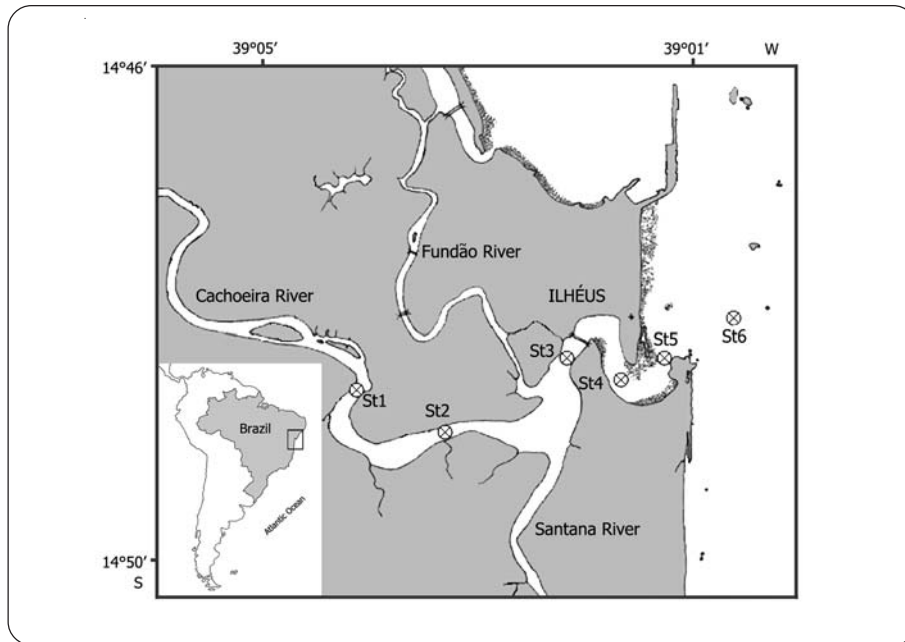 39°05′ 39°01′ W
14°46′
Fundão River
Cachoeira River
ILHÉUS
St5
St6
St3
St4
St1
St2
Brazil
Atlantic Ocean
Santana River
14°50′
S